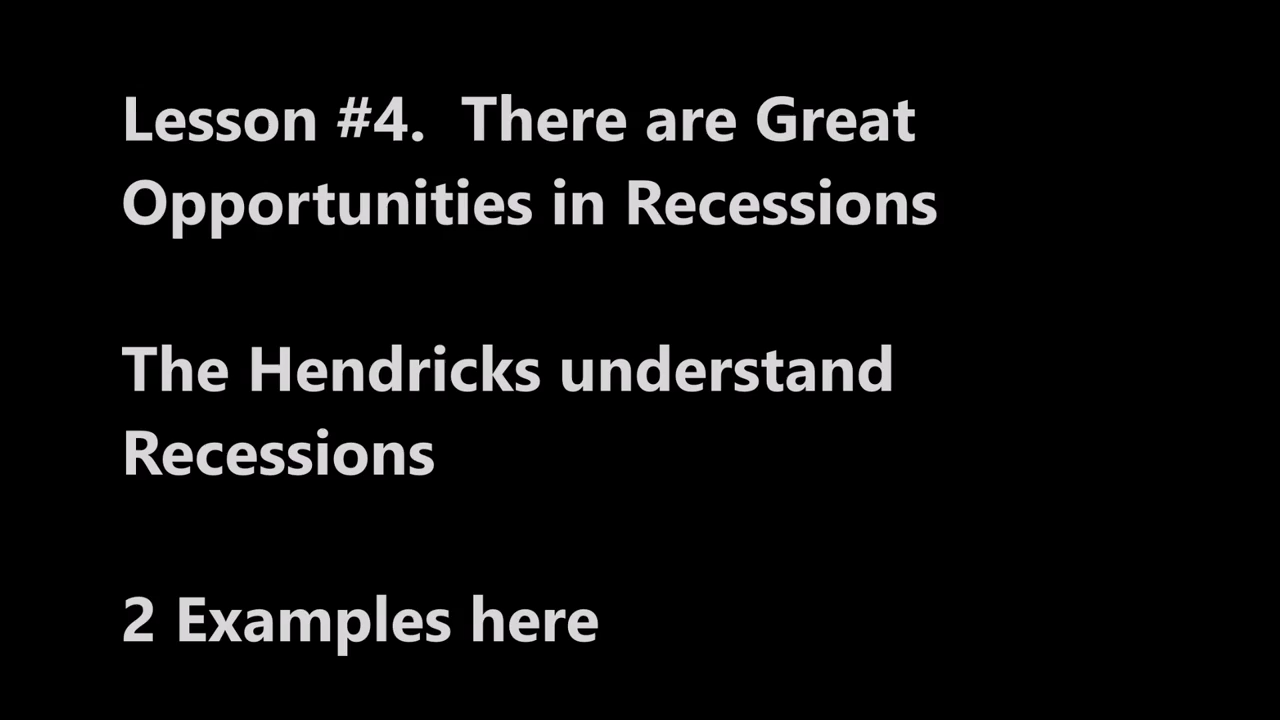 Lesson #4.  There are Great
Opportunities in Recessions
The Hendricks understand
Recessions
2 Examples here